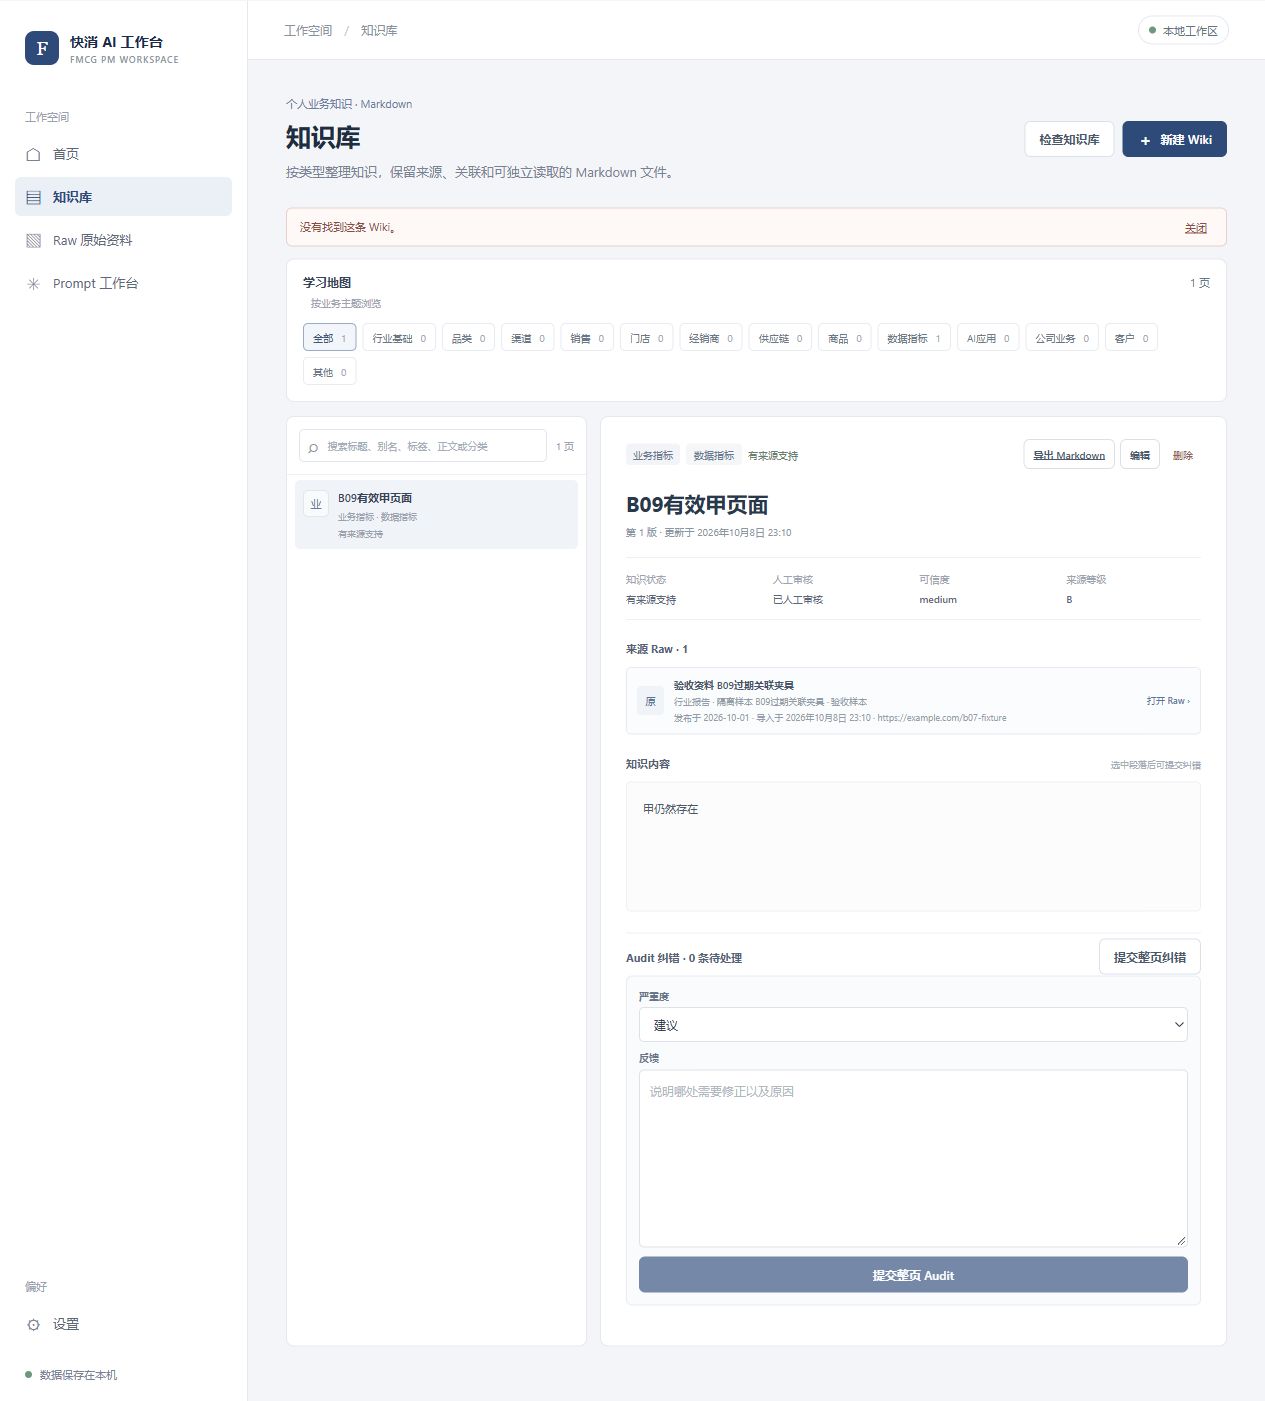 F
快消 AI 工作台
FMCG PM WORKSPACE
工作空间
首页
知识库
Raw 原始资料
Prompt 工作台
偏好
设置
数据保存在本机
工作空间 / 知识库
本地工作区
个人业务知识 · Markdown
知识库
按类型整理知识，保留来源、关联和可独立读取的 Markdown 文件。
检查知识库
+ 新建 Wiki
没有找到这条 Wiki。
关闭
学习地图
1 页
按业务主题浏览
全部 1 行业基础 0 品类 0 渠道 0 销售 0 门店 0 经销商 0 供应链 0 商品 0 数据指标 1 AI应用 0 公司业务 0 客户 0
其他 0
搜索标题、别名、标签、正文或分类
1 页
业
B09有效甲页面
业务指标 · 数据指标
有来源支持
业务指标 数据指标 有来源支持
导出 Markdown 编辑 删除
B09有效甲页面
第 1 版 · 更新于 2026年10月8日 23:10
知识状态 人工审核 可信度 来源等级
有来源支持 已人工审核 medium B
来源 Raw · 1
原
验收资料 B09过期关联夹具
行业报告 · 隔离样本 B09过期关联夹具 · 验收样本
发布于 2026-10-01 · 导入于 2026年10月8日 23:10 · https://example.com/b07-fixture
打开 Raw ›
知识内容
选中段落后可提交纠错
甲仍然存在
Audit 纠错 · 0 条待处理
提交整页纠错
严重度
建议
反馈
说明哪处需要修正以及原因
提交整页 Audit